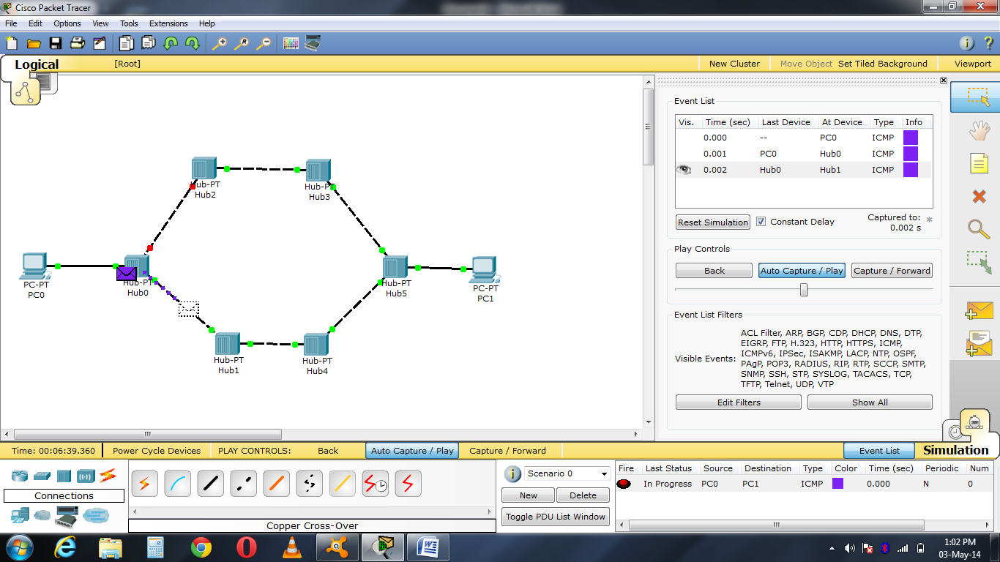 Cisco Packet Tracer
File Edit Options View Tools Extensions Help
Logical [Root] New Cluster Move Object Set Tiled Background Viewport
Event List
Vis. Time (sec) Last Device At Device Type Info
0.000 -- PC0 ICMP
0.001 PC0 Hub0 ICMP
0.002 Hub0 Hub1 ICMP
Reset Simulation Constant Delay Captured to: *
0.002 s
Play Controls
Back Auto Capture / Play Capture / Forward
Event List Filters
Visible Events:
ACL Filter, ARP, BGP, CDP, DHCP, DNS, DTP,
EIGRP, FTP, H.323, HTTP, HTTPS, ICMP,
ICMPv6, IPSec, ISAKMP, LACP, NTP, OSPF,
PAgP, POP3, RADIUS, RIP, RTP, SCCP, SMTP,
SNMP, SSH, STP, SYSLOG, TACACS, TCP,
TFTP, Telnet, UDP, VTP
Edit Filters Show All
Hub-PT
Hub2
Hub-PT
Hub3
PC-PT
PC0
Hub-PT
Hub0
Hub-PT
Hub5
PC-PT
PC1
Hub-PT
Hub1
Hub-PT
Hub4
Time: 00:06:39.360 Power Cycle Devices PLAY CONTROLS: Back Auto Capture / Play Capture / Forward Event List Simulation
Connections
Copper Cross-Over
Scenario 0
New Delete
Toggle PDU List Window
Fire Last Status Source Destination Type Color Time (sec) Periodic Num
In Progress PC0 PC1 ICMP 0.000 N 0
1:02 PM
03-May-14